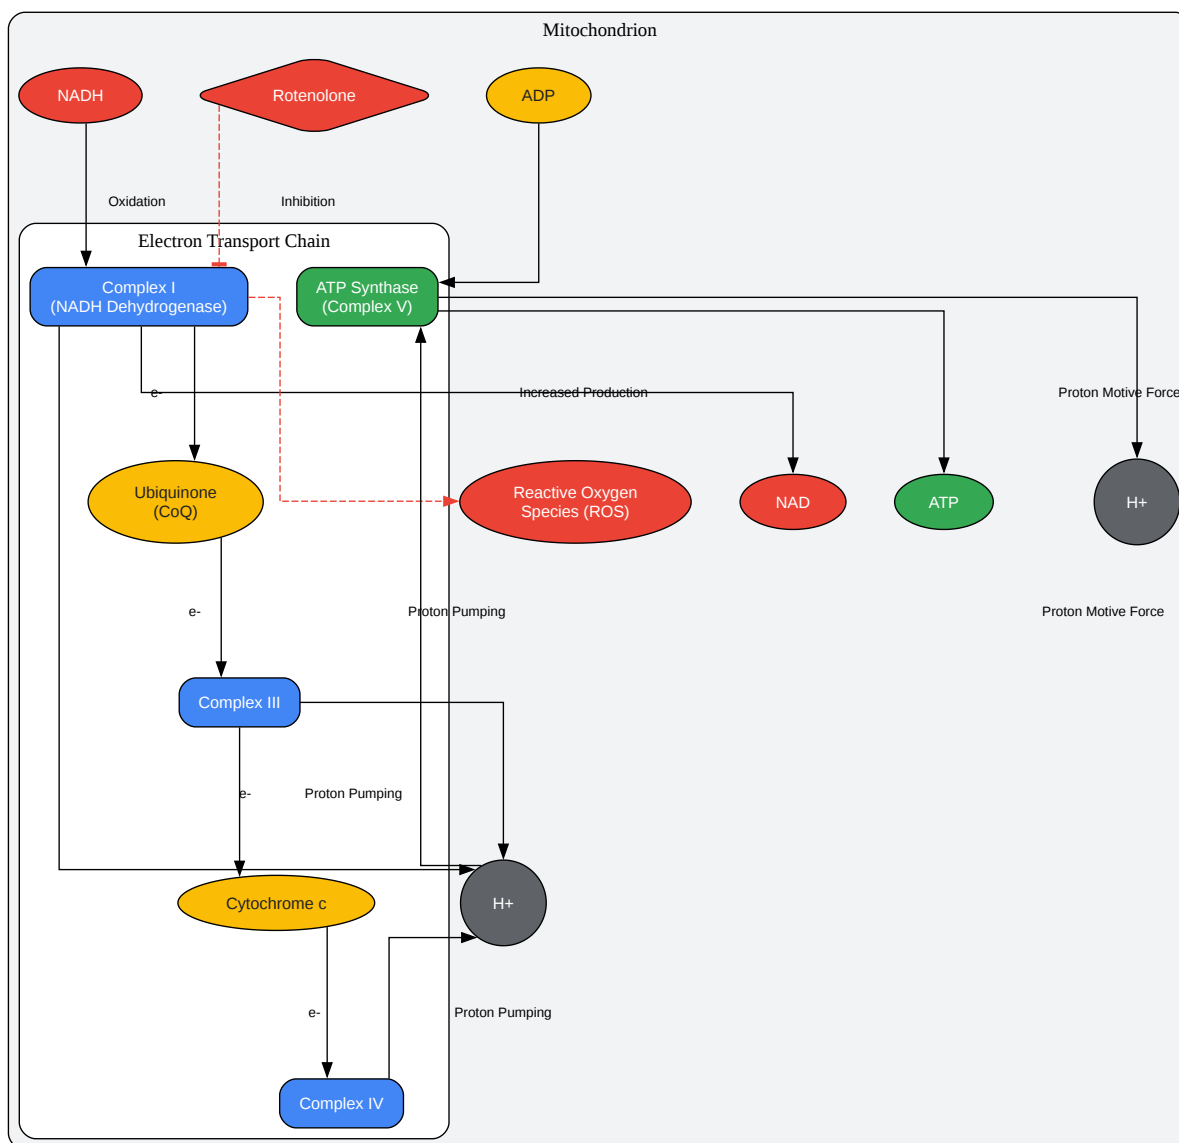 Mitochondrion
NADH
Rotenolone
ADP
Oxidation
Inhibition
Electron Transport Chain
Complex I
(NADH Dehydrogenase)
ATP Synthase
(Complex V)
e-
Increased Production
Proton Motive Force
Ubiquinone
(CoQ)
Reactive Oxygen
Species (ROS)
NAD
ATP
H+
e-
Proton Pumping
Proton Motive Force
Complex III
e-
Proton Pumping
Cytochrome c
H+
e-
Proton Pumping
Complex IV